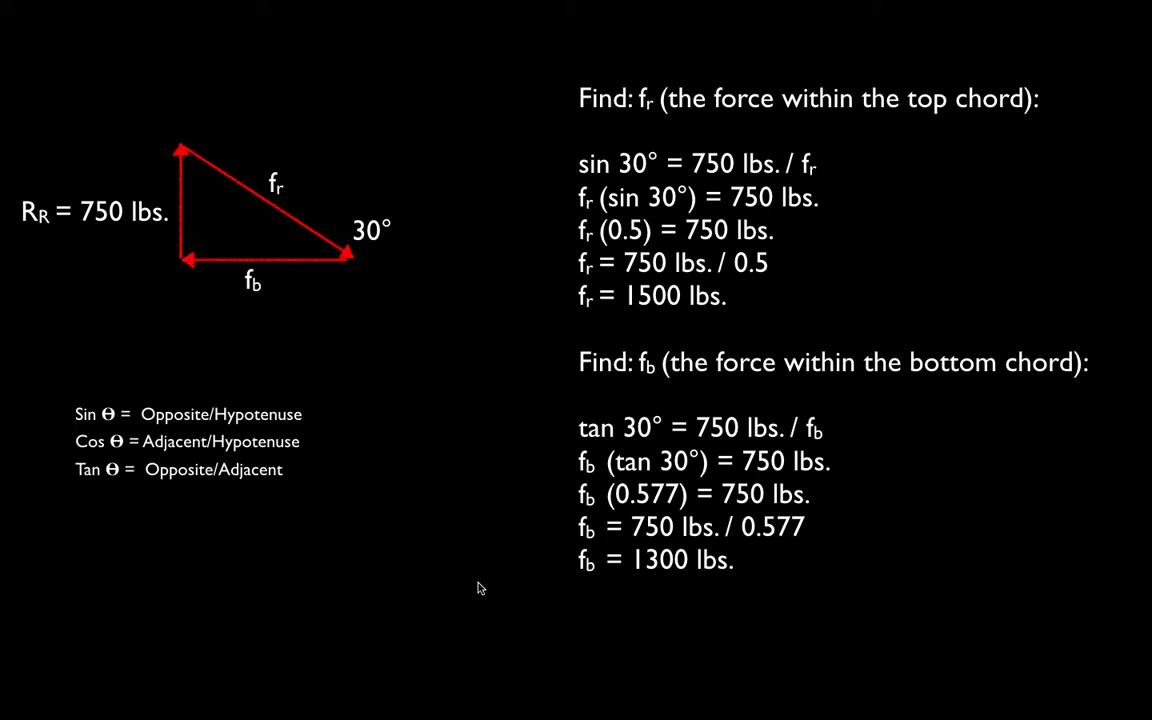 Find: fr (the force within the top chord):
sin 30° = 750 lbs. / fr
fr (sin 30°) = 750 lbs.
fr (0.5) = 750 lbs.
fr = 750 lbs. / 0.5
fr = 1500 lbs.
Find: fb (the force within the bottom chord):
tan 30° = 750 lbs. / fb
fb (tan 30°) = 750 lbs.
fb (0.577) = 750 lbs.
fb = 750 lbs. / 0.577
fb = 1300 lbs.
fr
RR = 750 lbs.
30°
fb
Sin Θ = Opposite/Hypotenuse
Cos Θ = Adjacent/Hypotenuse
Tan Θ = Opposite/Adjacent